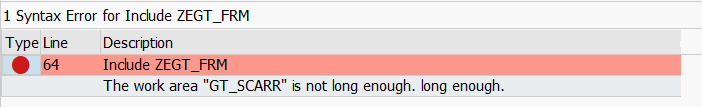 1 Syntax Error for Include ZEGT_FRM
Type Line Description
64 Include ZEGT_FRM
The work area "GT_SCARR" is not long enough. long enough.